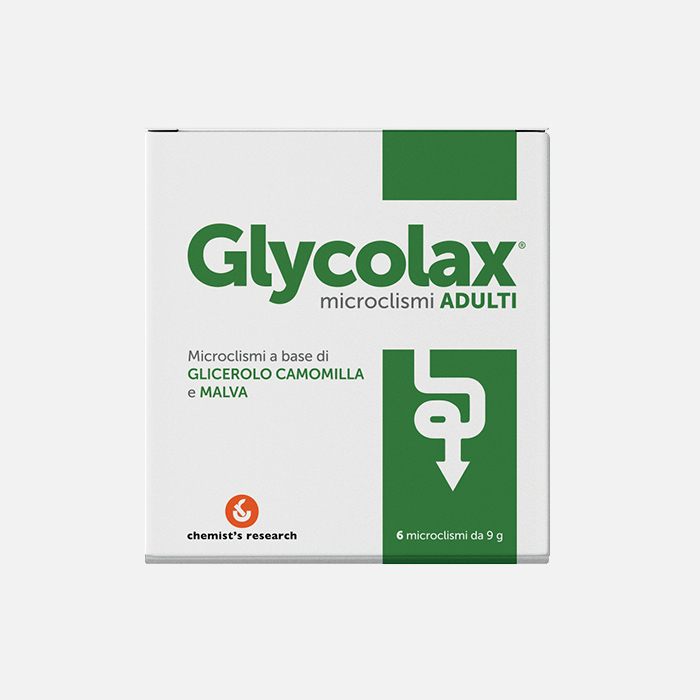 Glycolax®
microclismi ADULTI
Microclismi a base di
GLICEROLO CAMOMILLA
e MALVA
chemist's research
6 microclismi da 9 g